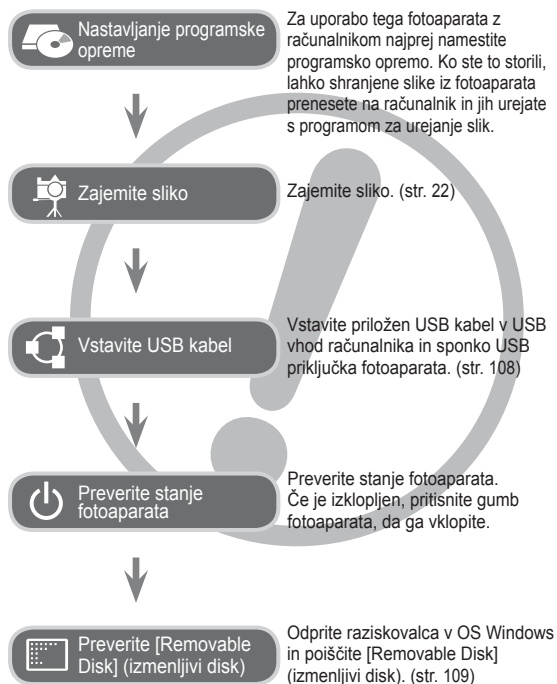 Nastavljanje programske
opreme
Za uporabo tega fotoaparata z
računalnikom najprej namestite
programsko opremo. Ko ste to storili,
lahko shranjene slike iz fotoaparata
prenesete na računalnik in jih urejate
s programom za urejanje slik.
Zajemite sliko
Zajemite sliko. (str. 22)
Vstavite USB kabel
Vstavite priložen USB kabel v USB
vhod računalnika in sponko USB
priključka fotoaparata. (str. 108)
Preverite stanje
fotoaparata
Preverite stanje fotoaparata.
Če je izklopljen, pritisnite gumb
fotoaparata, da ga vklopite.
Preverite [Removable
Disk] (izmenljivi disk)
Odprite raziskovalca v OS Windows
in poiščite [Removable Disk]
(izmenljivi disk). (str. 109)